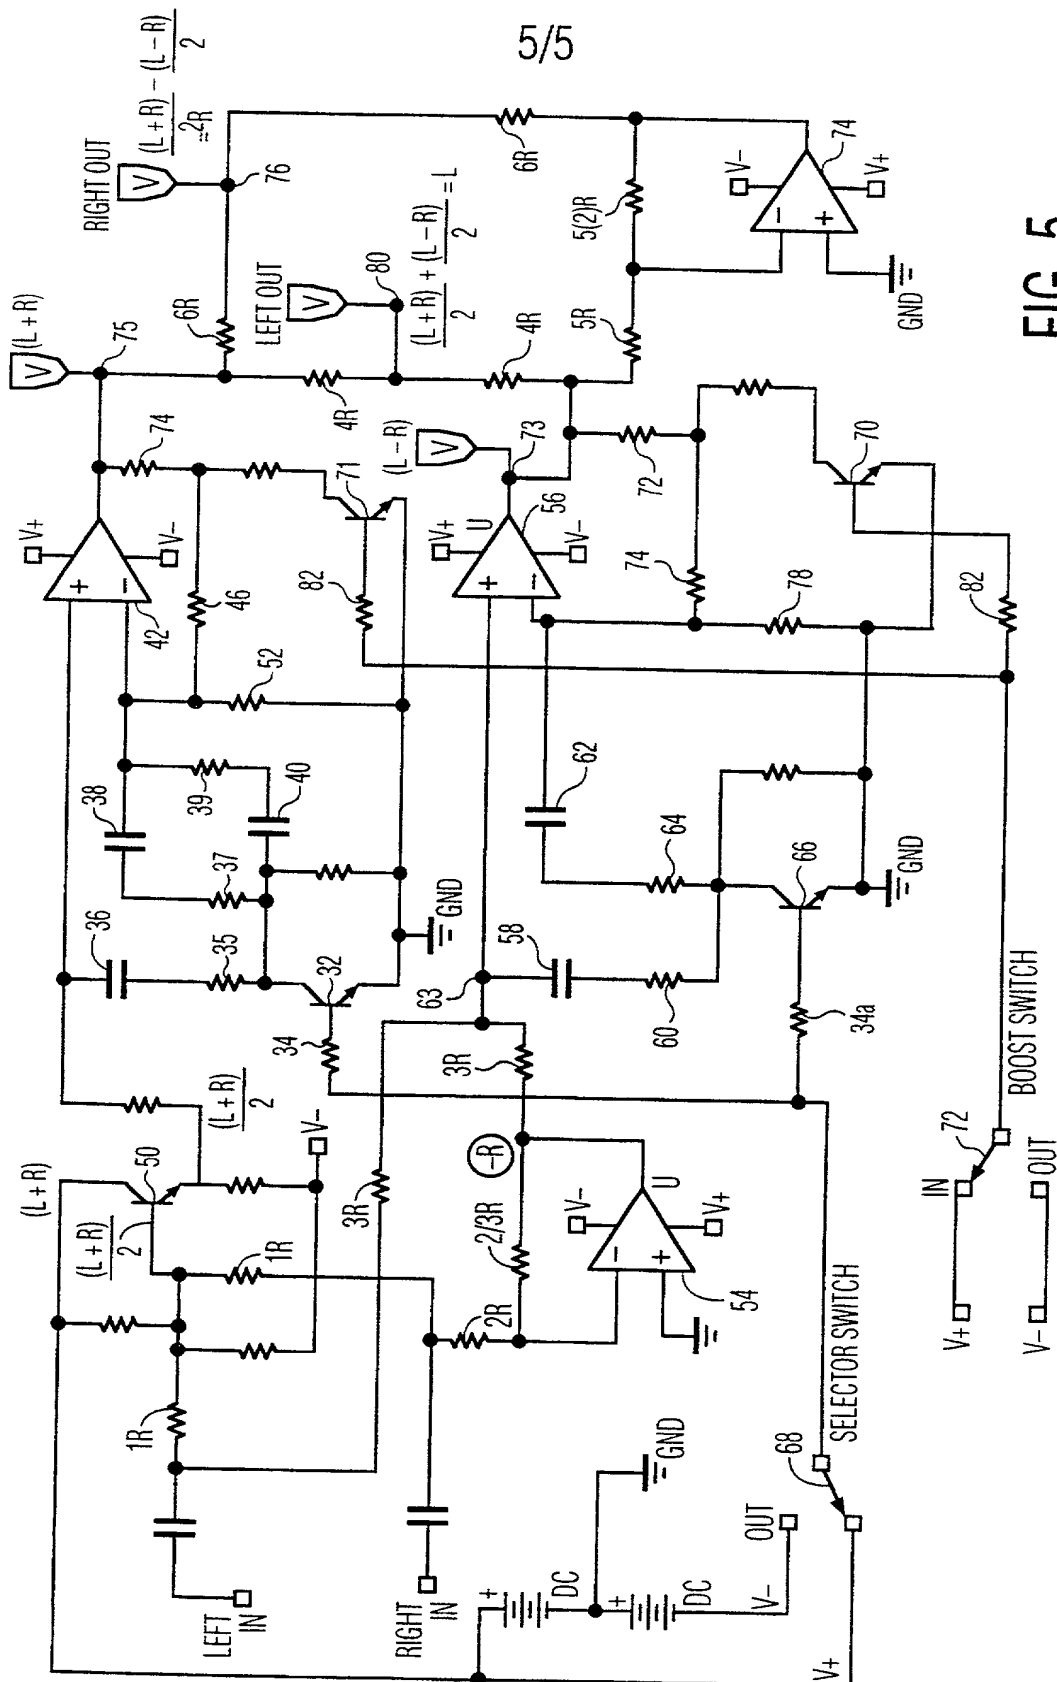 5/5
RIGHT OUT
V
(L+R) − (L−R)
2 2
=R
76
(L+R)
V
75
6R
6R
LEFT OUT
V
80
(L+R) + (L−R) = L
2 2
4R
4R
5R
5(2)R
V−
74
V+
GND
FIG. 5
V+
V−
42
74
46
71
82
52
(L−R)
V
73
U
V+
56
V−
72
74
78
70
82
38
39
40
37
36
35
32
34
GND
62
64
66
58
60
63
34a
GND
(L+R)
2
(L+R)
50
(L+R)
2
V−
1R
1R
3R
3R
-R
2/3R
2R
U
V−
V+
54
LEFT
IN
RIGHT
IN
+
DC
+
DC
GND
V−
OUT
V+
68
SELECTOR SWITCH
BOOST SWITCH
72
IN
V+
V−
OUT